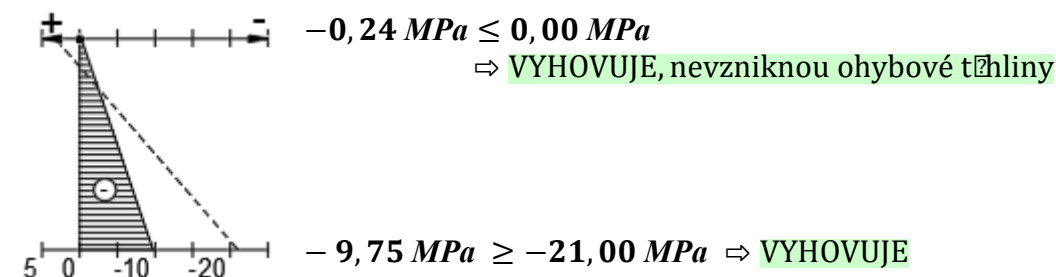 + -
−0,24 MPa ≤ 0,00 MPa
⇨ VYHOVUJE, nevzniknou ohybové t�hliny
-
5 0 -10 -20
− 9,75 MPa ≥ −21,00 MPa ⇨ VYHOVUJE